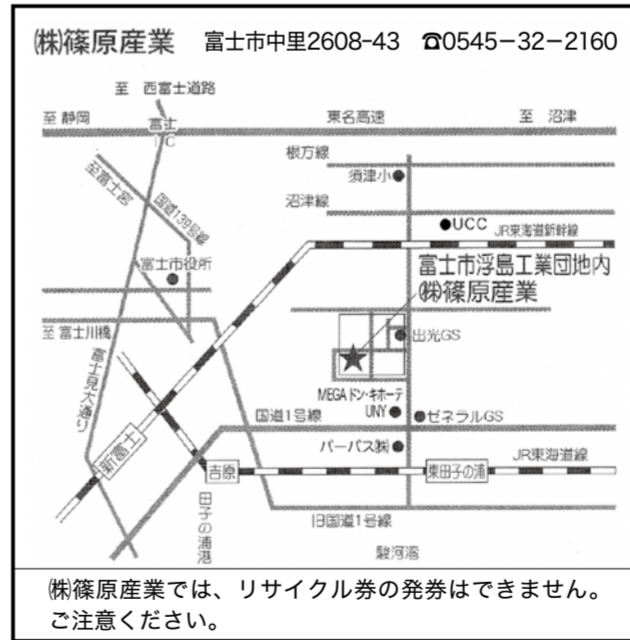 ㈱篠原産業 富士市中里2608-43 ☎0545−32−2160
至 西富士道路
至 静岡
富士IC
東名高速
至 沼津
根方線
須津小
至富士宮
国道139号線
沼津線
UCC
JR東海道新幹線
富士市役所
富士市浮島工業団地内
㈱篠原産業
至 富士川橋
出光GS
富士見大通り
MEGAドン・キホーテ
UNY
国道1号線
ゼネラルGS
新富士
パーパス㈱
JR東海道線
吉原
東田子の浦
田子の浦港
旧国道1号線
駿河湾
㈱篠原産業では、リサイクル券の発券はできません。
ご注意ください。